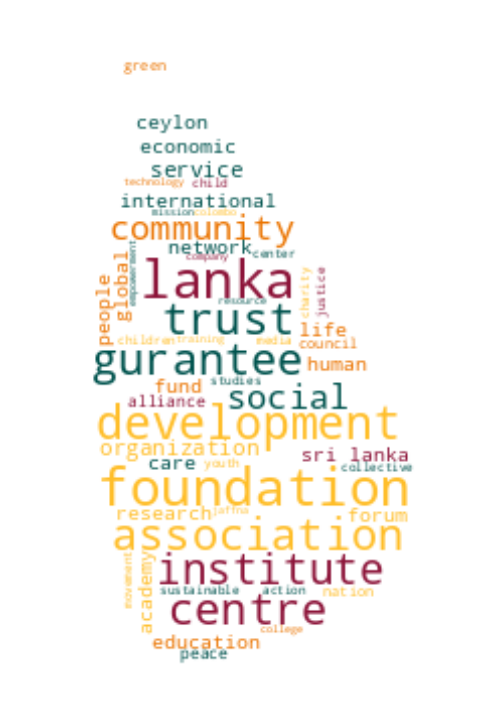 green
ceylon
economic
service
technology child
international
mission colombo
community
network center
company
lanka
global
empowerment
people
resource
charity
justice
trust
life
children training media council
gurantee
human
studies
fund
social
alliance
development
organization
sri lanka
care youth collective
foundation
research jaffna forum
association
institute
movement
academy
sustainable action nation
centre
college
education
peace